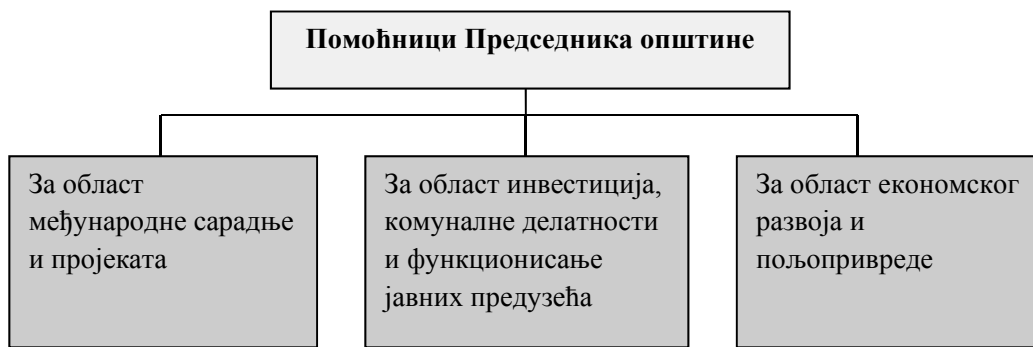 Помоћници Председника општине
За област
међународне сарадње
и пројеката
За област инвестиција,
комуналне делатности
и функционисање
јавних предузећа
За област економског
развоја и
пољопривреде